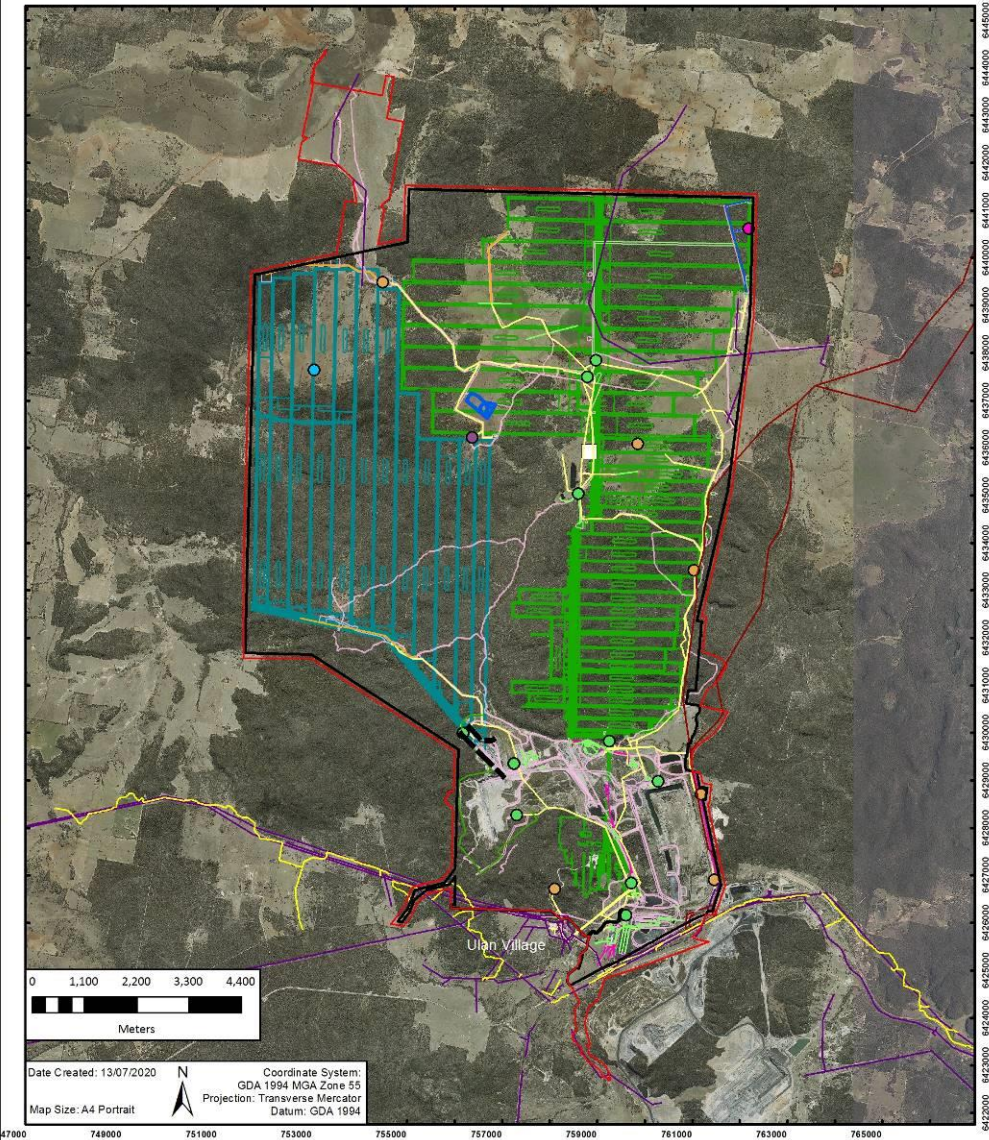 6445000
6444000
6443000
6442000
6441000
6440000
6439000
6438000
6437000
6436000
6435000
6434000
6433000
6432000
6431000
6430000
6429000
6428000
6427000
6426000
6425000
6424000
6423000
6422000
Ulan Village
0 1,100 2,200 3,300 4,400
Meters
Date Created: 13/07/2020
Map Size: A4 Portrait
N
Coordinate System:
GDA 1994 MGA Zone 55
Projection: Transverse Mercator
Datum: GDA 1994
47000 749000 751000 753000 755000 757000 759000 761000 763000 765000